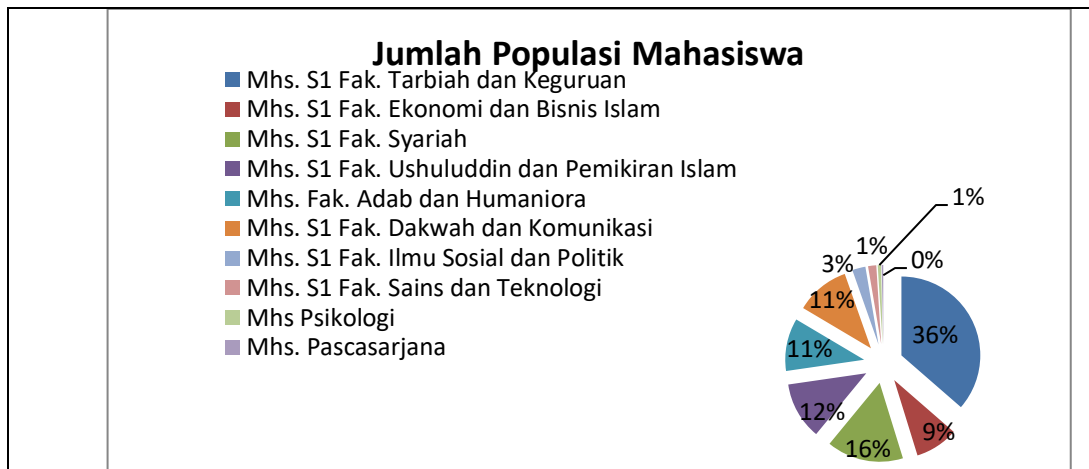 Jumlah Populasi Mahasiswa
Mhs. S1 Fak. Tarbiah dan Keguruan
Mhs. S1 Fak. Ekonomi dan Bisnis Islam
Mhs. S1 Fak. Syariah
Mhs. S1 Fak. Ushuluddin dan Pemikiran Islam
Mhs. Fak. Adab dan Humaniora
Mhs. S1 Fak. Dakwah dan Komunikasi
Mhs. S1 Fak. Ilmu Sosial dan Politik
Mhs. S1 Fak. Sains dan Teknologi
Mhs Psikologi
Mhs. Pascasarjana
36%
9%
16%
12%
11%
11%
3%
1%
1%
0%